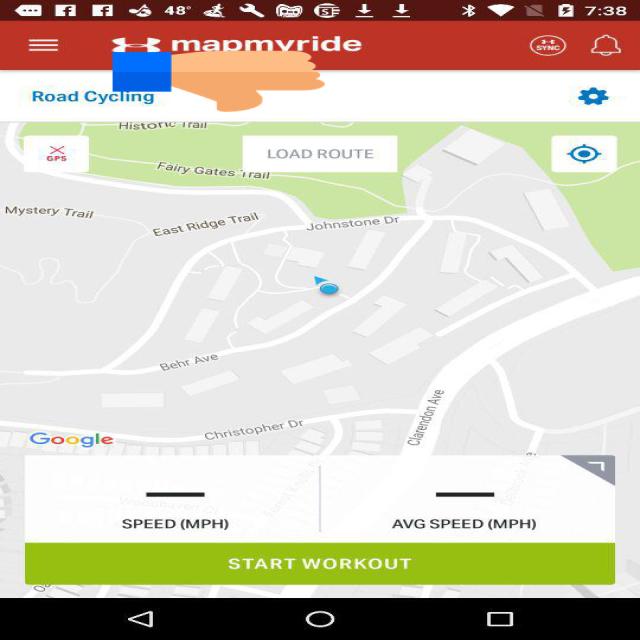 48° 7:38
mapmyride
SYNC
Road Cycling
Historic Trail
GPS
LOAD ROUTE
Fairy Gates Trail
Mystery Trail
East Ridge Trail
Johnstone Dr
Behr Ave
Clarendon Ave
Christopher Dr
Google
SPEED (MPH)
AVG SPEED (MPH)
START WORKOUT